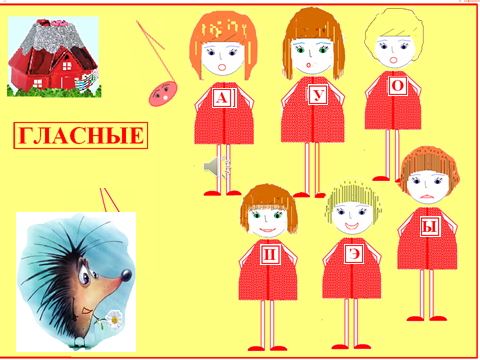 ГЛАСНЫЕ
А У О
И Э Ы